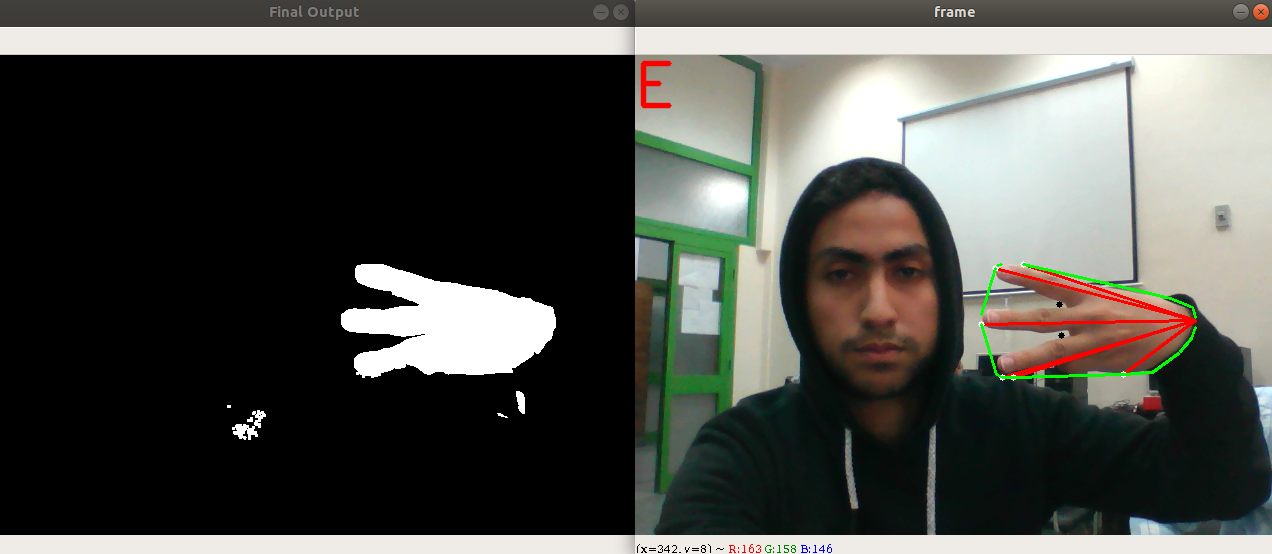 Final Output
frame
E
(x=342, y=8) ~ R:163 G:158 B:146